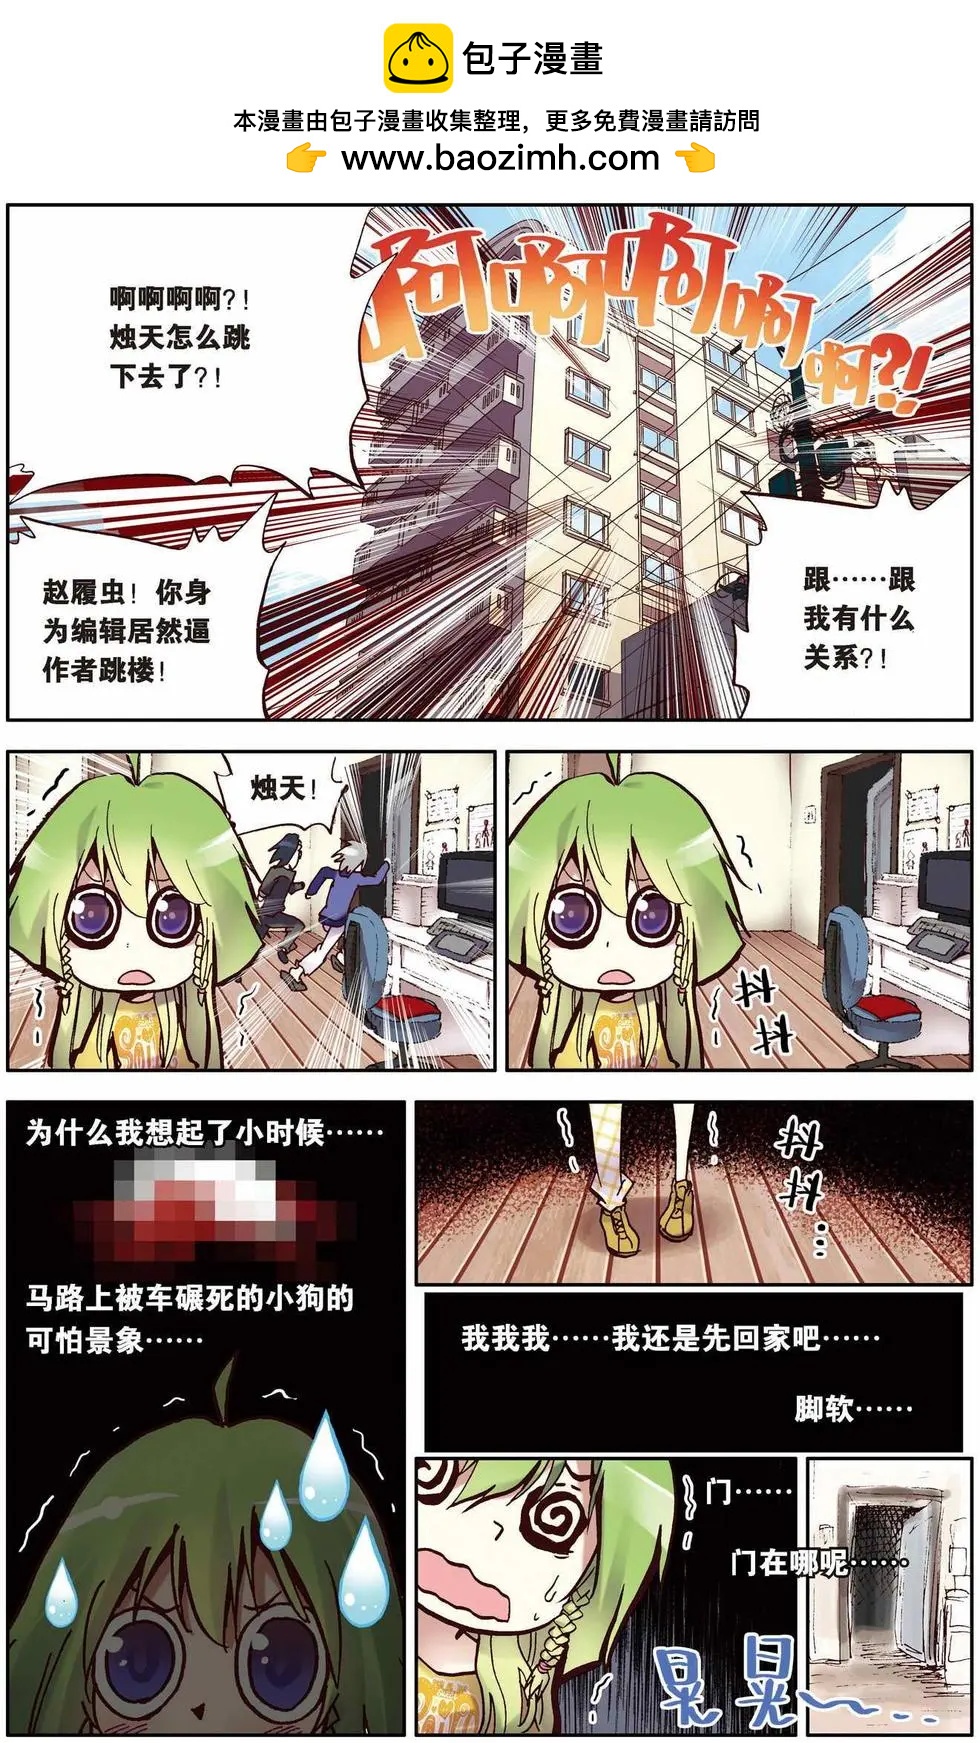 包子漫畫
本漫畫由包子漫畫收集整理，更多免費漫畫請訪問
👉 www.baozimh.com 👈
啊啊啊啊啊?!
啊啊啊啊?!
烛天怎么跳
下去了?!
赵履虫！你身
为编辑居然逼
作者跳楼！
跟……跟
我有什么
关系?!
烛天！
抖
抖
为什么我想起了小时候……
马路上被车碾死的小狗的
可怕景象……
抖
抖…
我我我……我还是先回家吧……
脚软……
门……
门在哪呢……
晃
晃~...